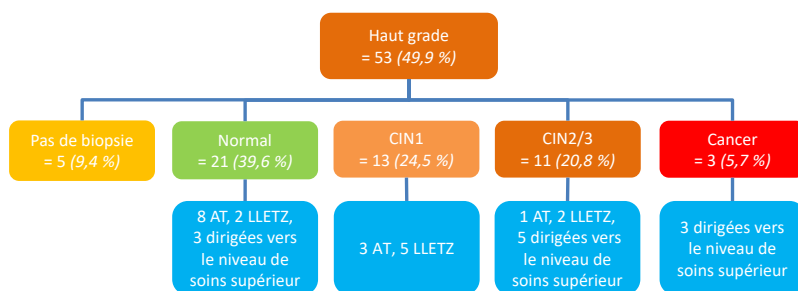 Haut grade
= 53 (49,9 %)
Pas de biopsie
= 5 (9,4 %)
Normal
= 21 (39,6 %)
CIN1
= 13 (24,5 %)
CIN2/3
= 11 (20,8 %)
Cancer
= 3 (5,7 %)
8 AT, 2 LLETZ,
3 dirigées vers
le niveau de
soins supérieur
3 AT, 5 LLETZ
1 AT, 2 LLETZ,
5 dirigées vers
le niveau de
soins supérieur
3 dirigées vers
le niveau de
soins supérieur